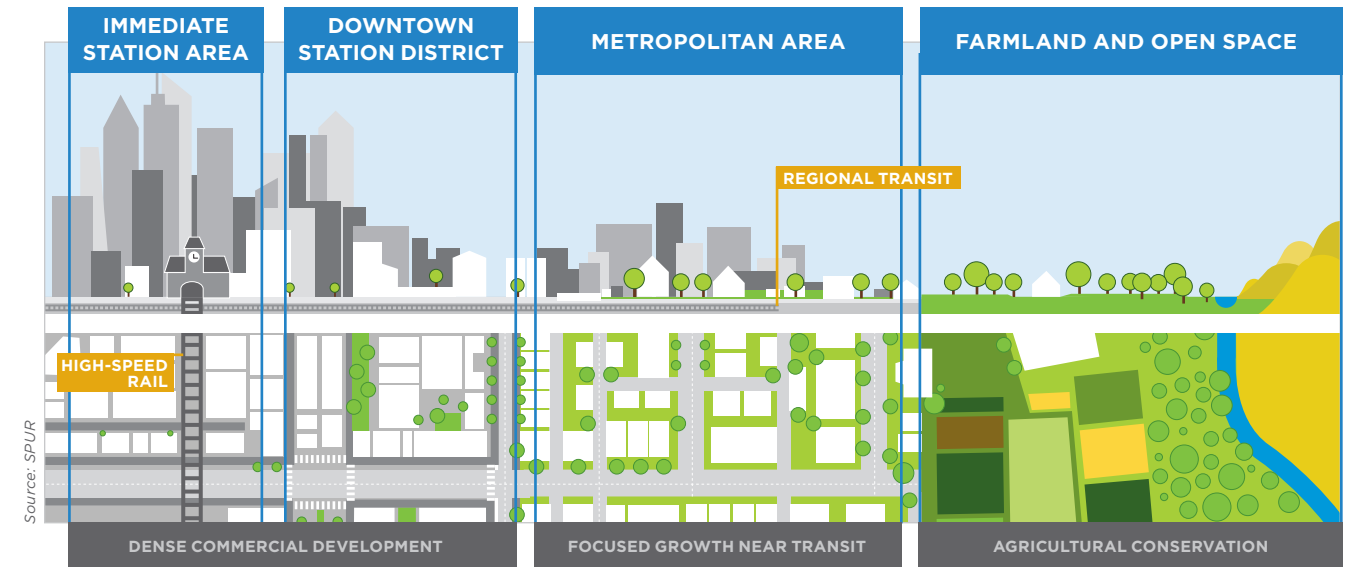 IMMEDIATE
STATION AREA
DOWNTOWN
STATION DISTRICT
METROPOLITAN AREA
FARMLAND AND OPEN SPACE
REGIONAL TRANSIT
HIGH-SPEED
RAIL
Source: SPUR
DENSE COMMERCIAL DEVELOPMENT
FOCUSED GROWTH NEAR TRANSIT
AGRICULTURAL CONSERVATION